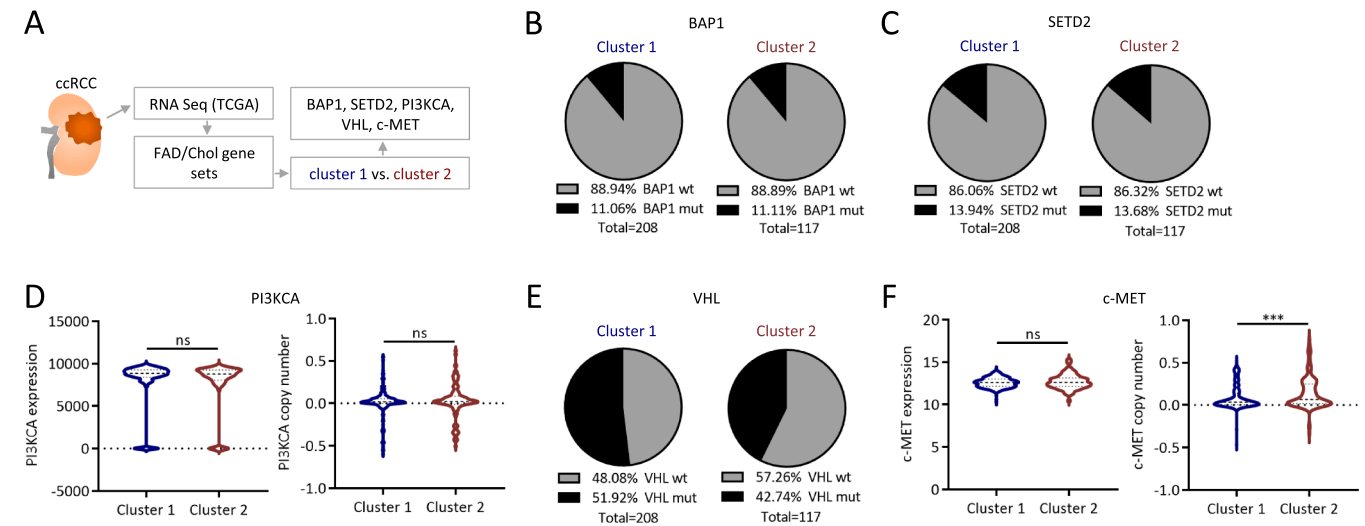 A
ccRCC
RNA Seq (TCGA)
FAD/Chol gene
sets
BAP1, SETD2, PI3KCA,
VHL, c-MET
cluster 1 vs. cluster 2
B
BAP1
Cluster 1
88.94% BAP1 wt
11.06% BAP1 mut
Total=208
Cluster 2
88.89% BAP1 wt
11.11% BAP1 mut
Total=117
C
SETD2
Cluster 1
86.06% SETD2 wt
13.94% SETD2 mut
Total=208
Cluster 2
86.32% SETD2 wt
13.68% SETD2 mut
Total=117
D
PI3KCA
PI3KCA expression
15000
10000
5000
0
-5000
ns
Cluster 1
Cluster 2
PI3KCA copy number
1.0
0.5
0.0
-0.5
-1.0
ns
Cluster 1
Cluster 2
E
VHL
Cluster 1
48.08% VHL wt
51.92% VHL mut
Total=208
Cluster 2
57.26% VHL wt
42.74% VHL mut
Total=117
F
c-MET
c-MET expression
20
15
10
5
0
ns
Cluster 1
Cluster 2
c-MET copy number
1.0
0.5
0.0
-0.5
-1.0
***
Cluster 1
Cluster 2